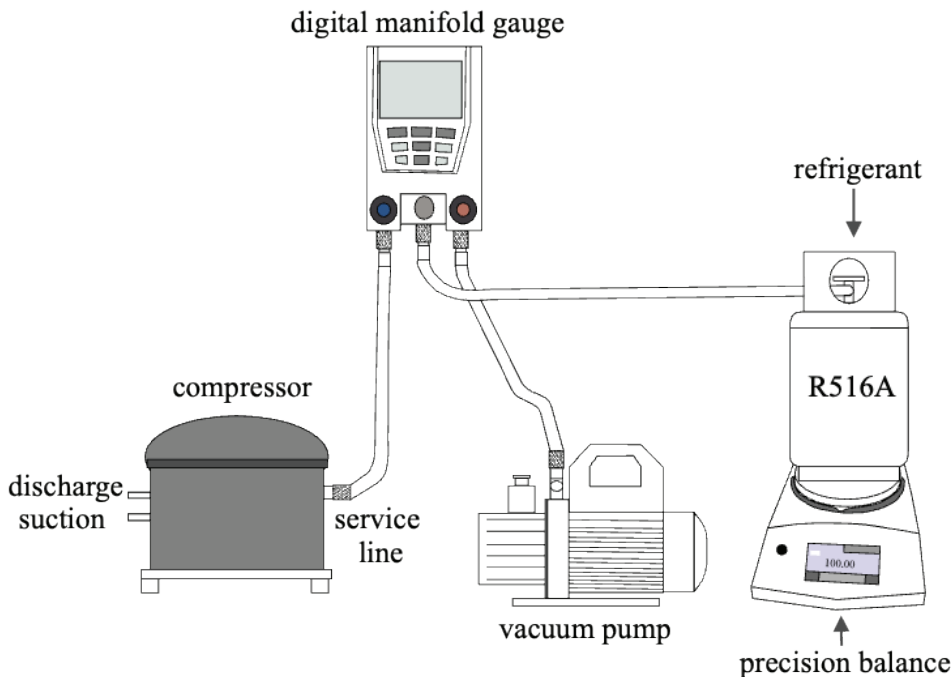 digital manifold gauge
refrigerant
R516A
compressor
discharge
suction
service
line
100.00
vacuum pump
precision balance